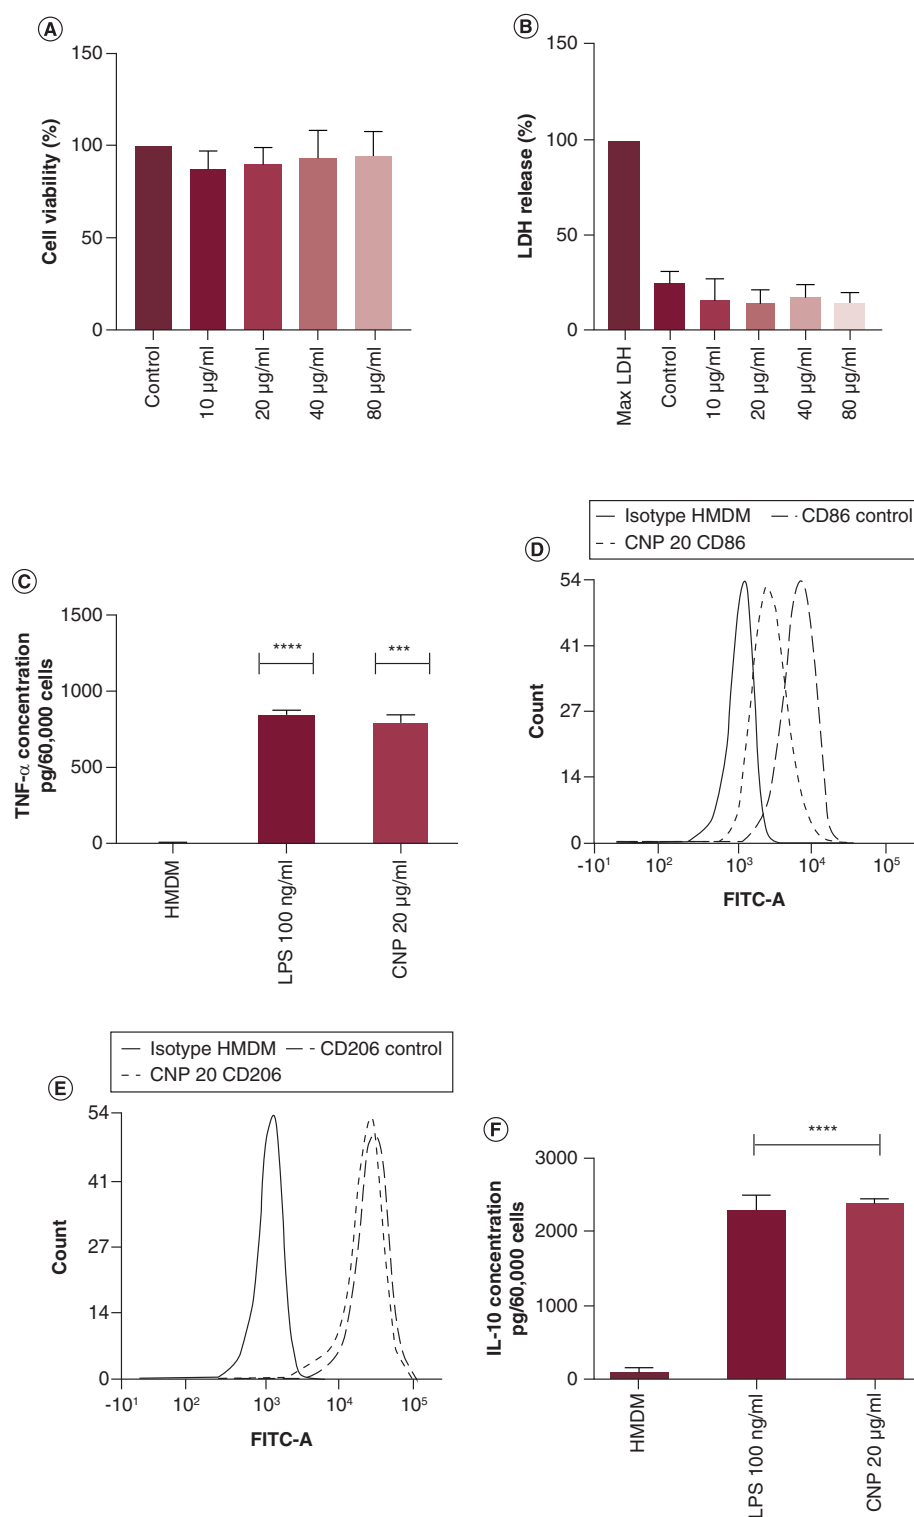 A
150
100
50
0
Cell viability (%)
Control
10 µg/ml
20 µg/ml
40 µg/ml
80 µg/ml
B
150
100
50
0
LDH release (%)
Max LDH
Control
10 µg/ml
20 µg/ml
40 µg/ml
80 µg/ml
C
1500
1000
500
0
TNF-α concentration
pg/60,000 cells
****
***
HMDM
LPS 100 ng/ml
CNP 20 µg/ml
D
Isotype HMDM
CD86 control
CNP 20 CD86
54
41
27
14
0
Count
-10¹
10²
10³
10⁴
10⁵
FITC-A
E
Isotype HMDM
CD206 control
CNP 20 CD206
54
41
27
14
0
Count
-10¹
10²
10³
10⁴
10⁵
FITC-A
F
3000
2000
1000
0
IL-10 concentration
pg/60,000 cells
****
HMDM
LPS 100 ng/ml
CNP 20 µg/ml